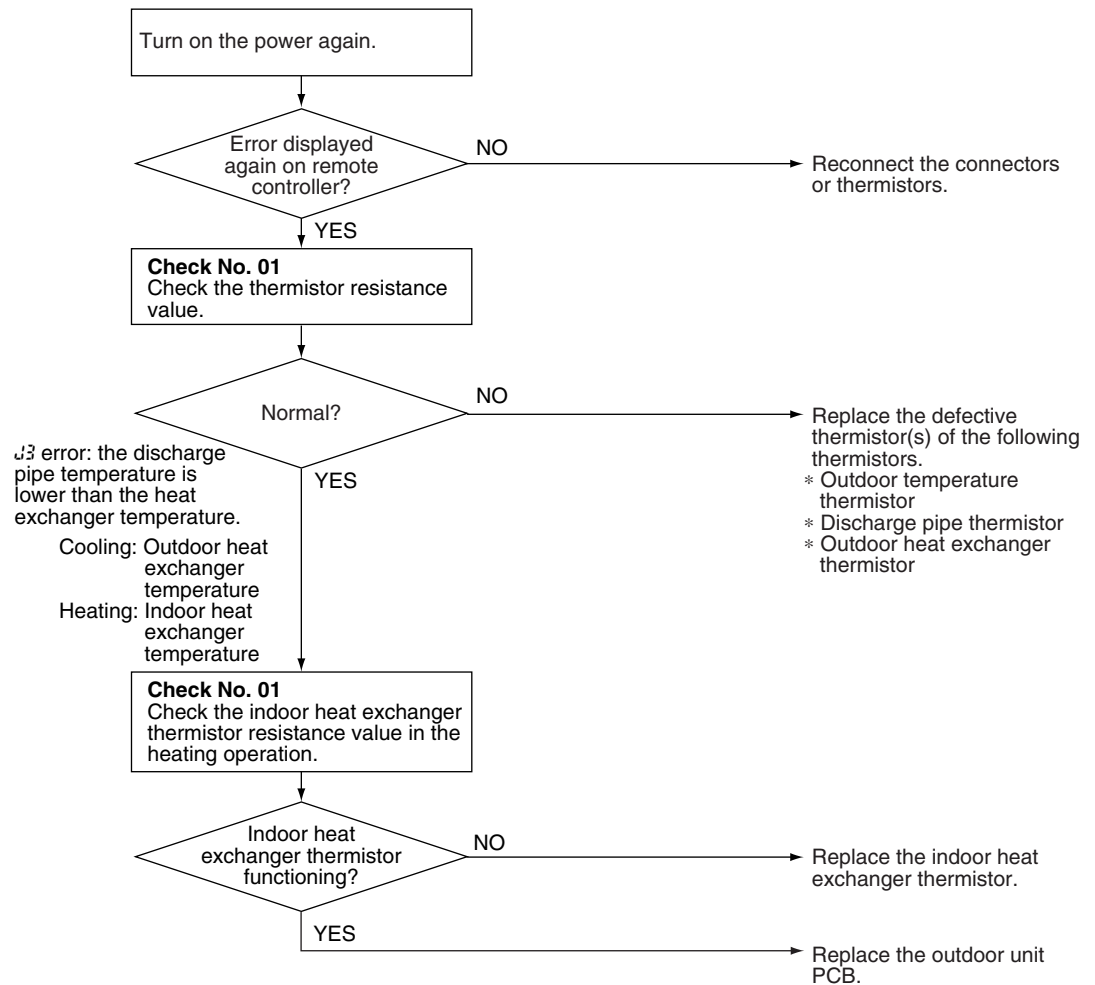 Turn on the power again.
Error displayed
again on remote
controller?
NO
Reconnect the connectors
or thermistors.
YES
Check No. 01
Check the thermistor resistance
value.
Normal?
NO
Replace the defective
thermistor(s) of the following
thermistors.
* Outdoor temperature
thermistor
* Discharge pipe thermistor
* Outdoor heat exchanger
thermistor
YES
J3 error: the discharge
pipe temperature is
lower than the heat
exchanger temperature.
Cooling: Outdoor heat
exchanger
temperature
Heating: Indoor heat
exchanger
temperature
Check No. 01
Check the indoor heat exchanger
thermistor resistance value in the
heating operation.
Indoor heat
exchanger thermistor
functioning?
NO
Replace the indoor heat
exchanger thermistor.
YES
Replace the outdoor unit
PCB.